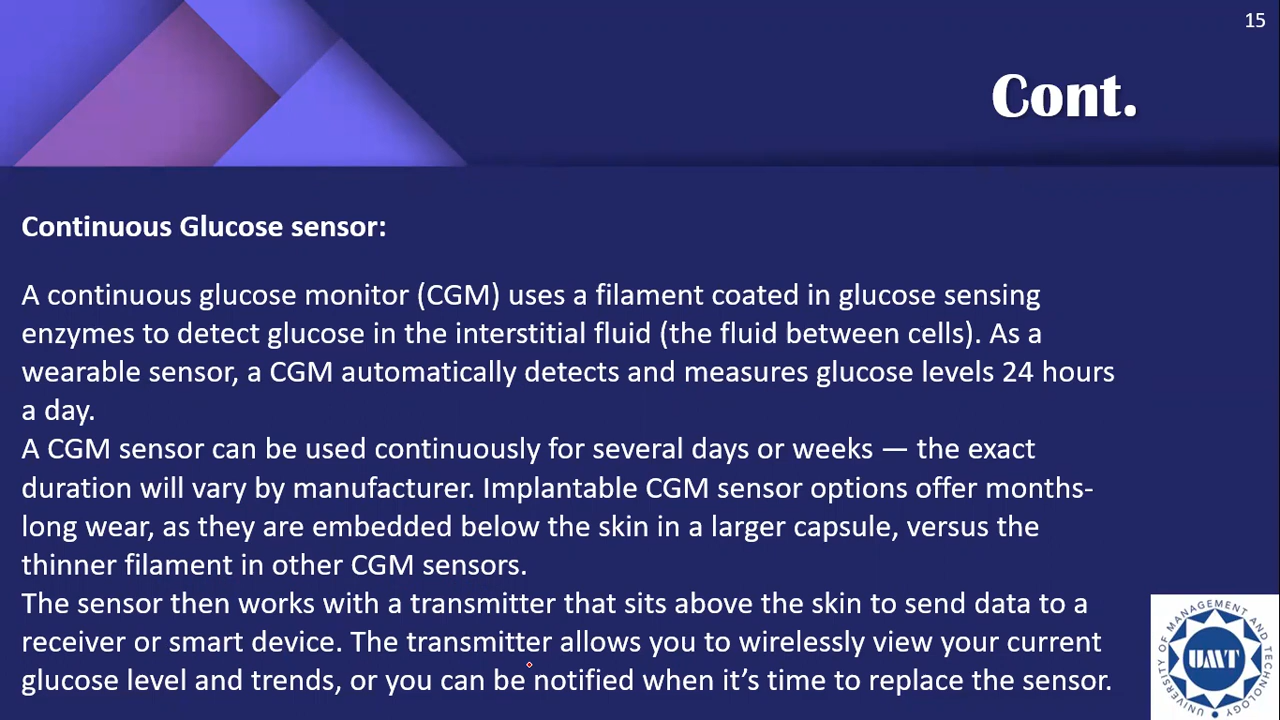 15
Cont.
Continuous Glucose sensor:
A continuous glucose monitor (CGM) uses a filament coated in glucose sensing
enzymes to detect glucose in the interstitial fluid (the fluid between cells). As a
wearable sensor, a CGM automatically detects and measures glucose levels 24 hours
a day.
A CGM sensor can be used continuously for several days or weeks — the exact
duration will vary by manufacturer. Implantable CGM sensor options offer months-
long wear, as they are embedded below the skin in a larger capsule, versus the
thinner filament in other CGM sensors.
The sensor then works with a transmitter that sits above the skin to send data to a
receiver or smart device. The transmitter allows you to wirelessly view your current
glucose level and trends, or you can be notified when it’s time to replace the sensor.
UNIVERSITY OF MANAGEMENT AND TECHNOLOGY
UMT